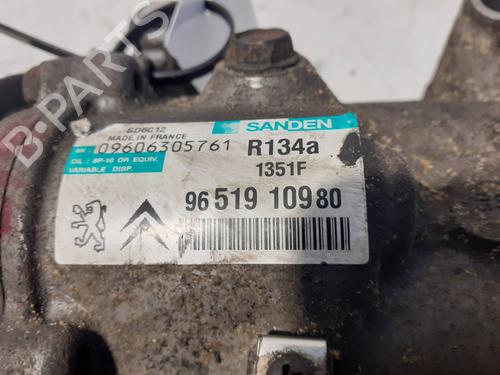 SD6C12
MADE IN FRANCE
SANDEN
SN: 09606305761
R134a
OIL : SP-10 OR EQUIV.
VARIABLE DISP.
1351F
96 519 109 80
B-PARTS